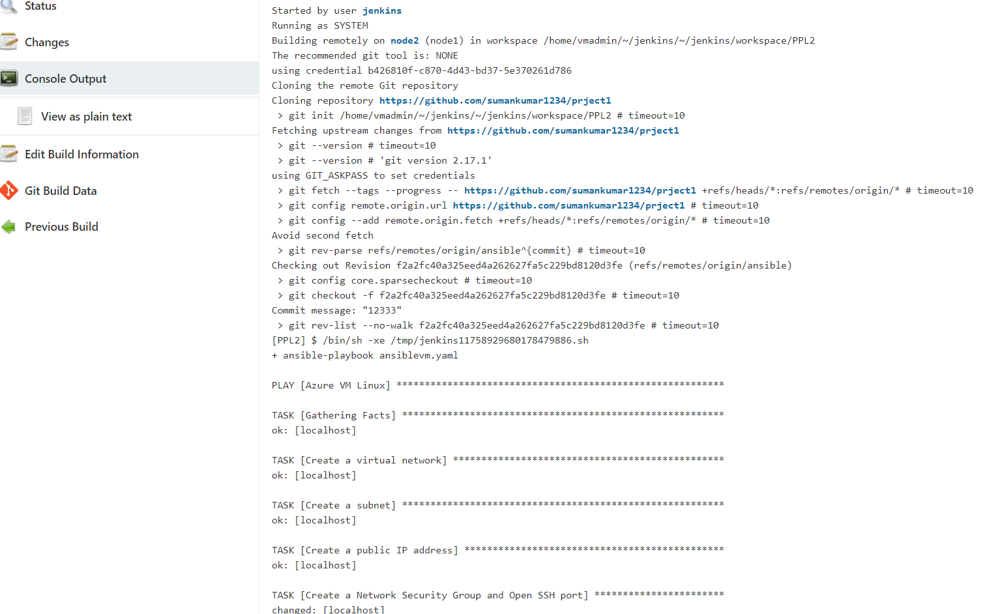 Status
Changes
Console Output
View as plain text
Edit Build Information
Git Build Data
Previous Build
Started by user jenkins
Running as SYSTEM
Building remotely on node2 (node1) in workspace /home/vmadmin/~/jenkins/~/jenkins/workspace/PPL2
The recommended git tool is: NONE
using credential b426810f-c870-4d43-bd37-5e370261d786
Cloning the remote Git repository
Cloning repository https://github.com/sumankumar1234/prject1
> git init /home/vmadmin/~/jenkins/~/jenkins/workspace/PPL2 # timeout=10
Fetching upstream changes from https://github.com/sumankumar1234/prject1
> git --version # timeout=10
> git --version # 'git version 2.17.1'
using GIT_ASKPASS to set credentials
> git fetch --tags --progress -- https://github.com/sumankumar1234/prject1 +refs/heads/*:refs/remotes/origin/* # timeout=10
> git config remote.origin.url https://github.com/sumankumar1234/prject1 # timeout=10
> git config --add remote.origin.fetch +refs/heads/*:refs/remotes/origin/* # timeout=10
Avoid second fetch
> git rev-parse refs/remotes/origin/ansible^{commit} # timeout=10
Checking out Revision f2a2fc40a325eed4a262627fa5c229bd8120d3fe (refs/remotes/origin/ansible)
> git config core.sparsecheckout # timeout=10
> git checkout -f f2a2fc40a325eed4a262627fa5c229bd8120d3fe # timeout=10
Commit message: "12333"
> git rev-list --no-walk f2a2fc40a325eed4a262627fa5c229bd8120d3fe # timeout=10
[PPL2] $ /bin/sh -xe /tmp/jenkins11758929680178479886.sh
+ ansible-playbook ansiblevm.yaml
PLAY [Azure VM Linux] **********************************************************
TASK [Gathering Facts] *********************************************************
ok: [localhost]
TASK [Create a virtual network] ************************************************
ok: [localhost]
TASK [Create a subnet] *********************************************************
ok: [localhost]
TASK [Create a public IP address] **********************************************
ok: [localhost]
TASK [Create a Network Security Group and Open SSH port] ***********************
changed: [localhost]